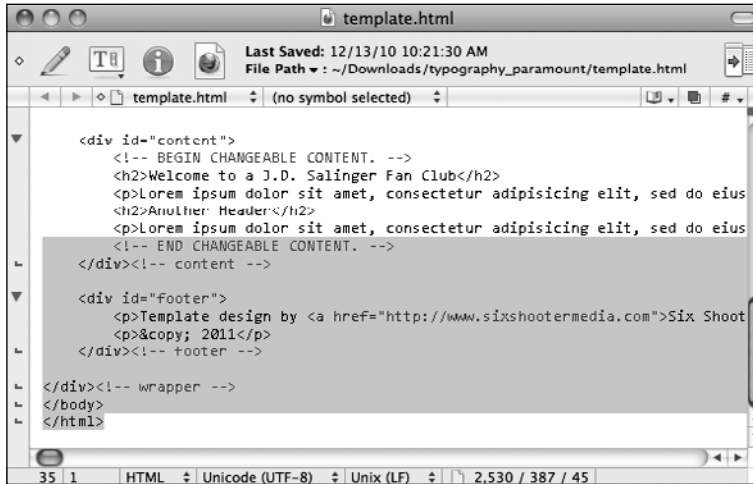 template.html
Last Saved: 12/13/10 10:21:30 AM
File Path ▾ : ~/Downloads/typography_paramount/template.html
template.html (no symbol selected) # ▾
<div id="content">
<!-- BEGIN CHANGEABLE CONTENT. -->
<h2>Welcome to a J.D. Salinger Fan Club</h2>
<p>Lorem ipsum dolor sit amet, consectetur adipisicing elit, sed do eius
<h2>Another Header</h2>
<p>Lorem ipsum dolor sit amet, consectetur adipisicing elit, sed do eius
<!-- END CHANGEABLE CONTENT. -->
</div><!-- content -->
<div id="footer">
<p>Template design by <a href="http://www.sixshootermedia.com">Six Shoot
<p>&copy; 2011</p>
</div><!-- footer -->
</div><!-- wrapper -->
</body>
</html>
35 1 HTML Unicode (UTF-8) Unix (LF) 2,530 / 387 / 45